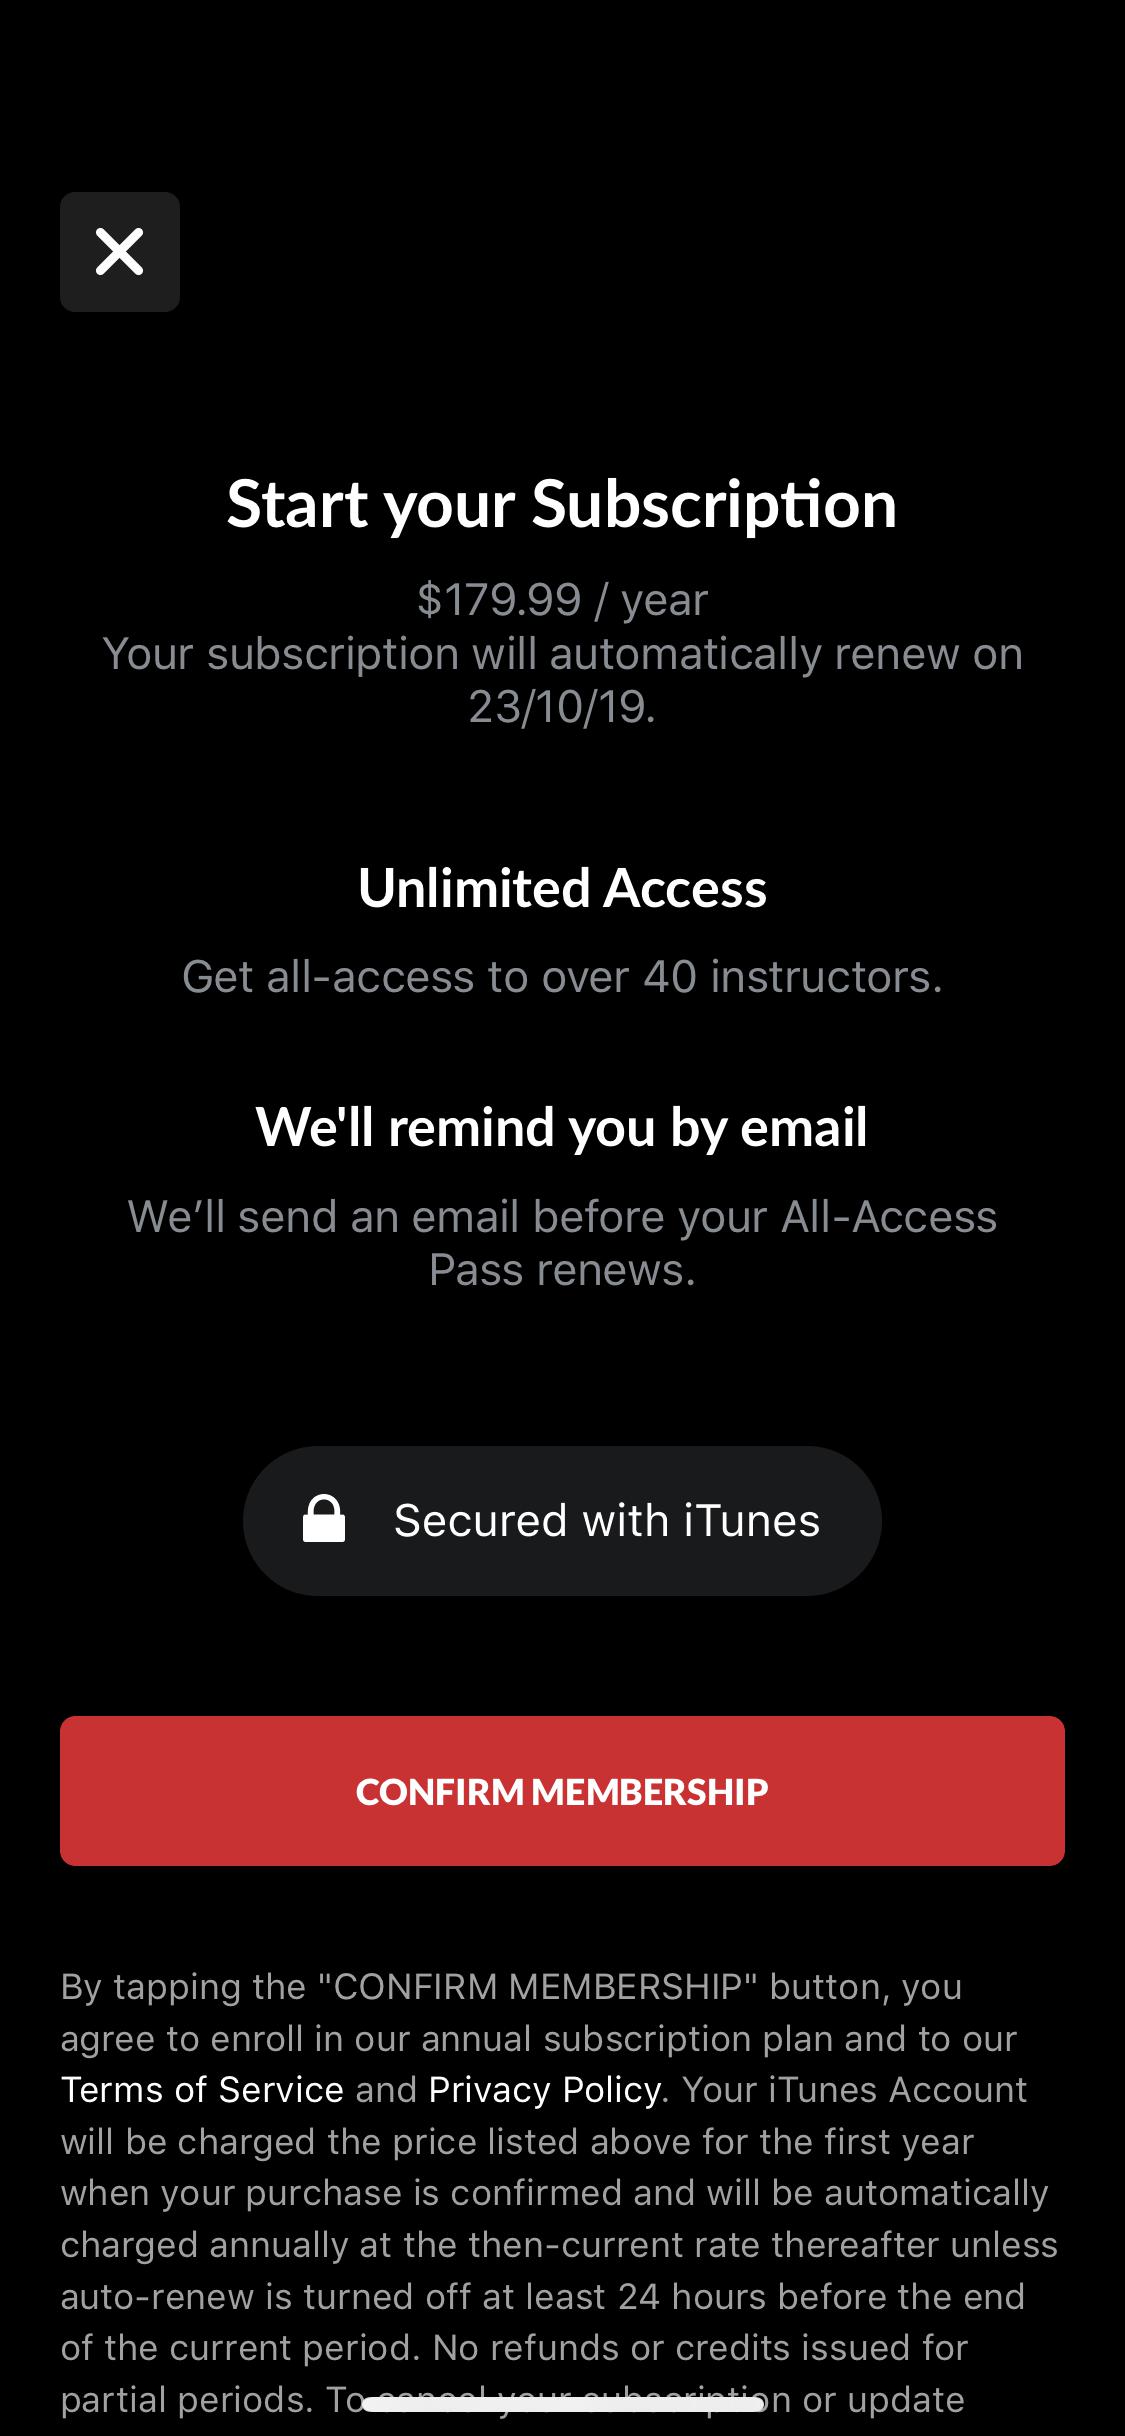 Start your Subscription
$179.99 / year
Your subscription will automatically renew on
23/10/19.
Unlimited Access
Get all-access to over 40 instructors.
We'll remind you by email
We’ll send an email before your All-Access
Pass renews.
Secured with iTunes
CONFIRM MEMBERSHIP
By tapping the "CONFIRM MEMBERSHIP" button, you
agree to enroll in our annual subscription plan and to our
Terms of Service and Privacy Policy. Your iTunes Account
will be charged the price listed above for the first year
when your purchase is confirmed and will be automatically
charged annually at the then-current rate thereafter unless
auto-renew is turned off at least 24 hours before the end
of the current period. No refunds or credits issued for
partial periods. To cancel your subscription or update